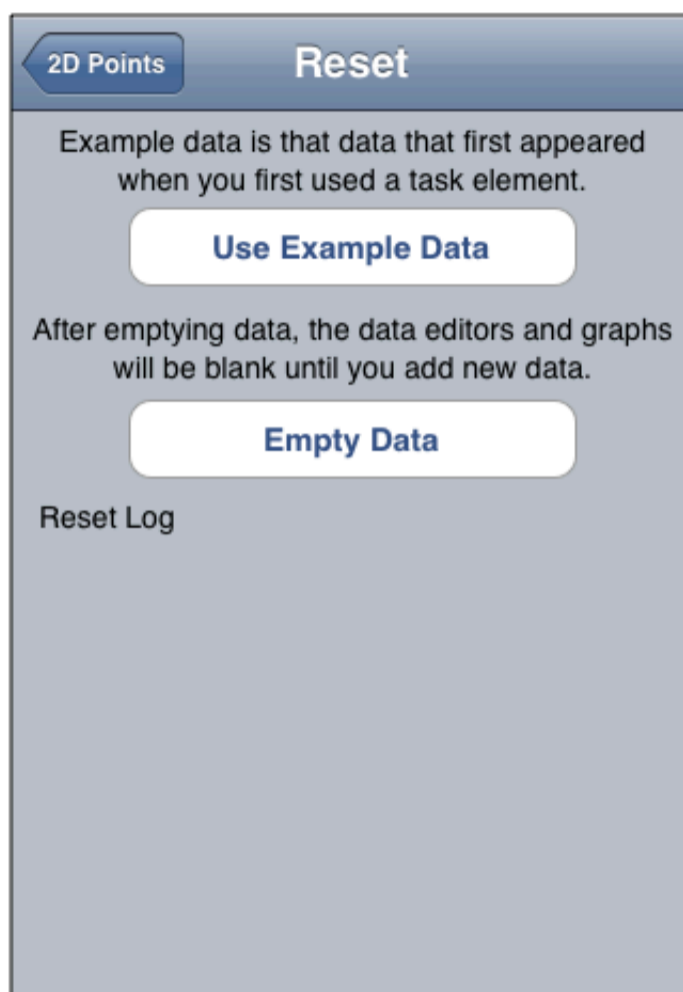 2D Points
Reset
Example data is that data that first appeared
when you first used a task element.
Use Example Data
After emptying data, the data editors and graphs
will be blank until you add new data.
Empty Data
Reset Log